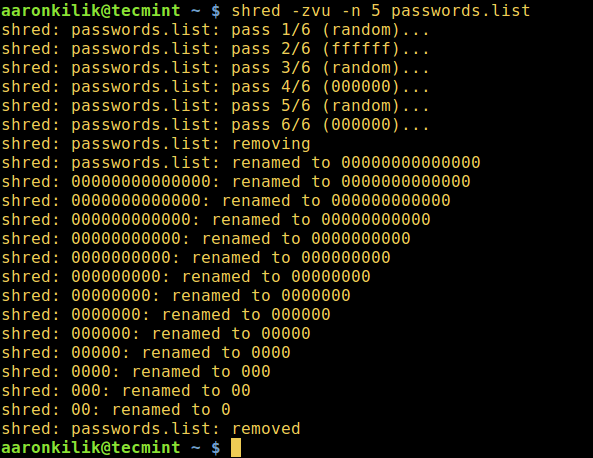 aaronkilik@tecmint ~ $ shred -zvu -n 5 passwords.list
shred: passwords.list: pass 1/6 (random)...
shred: passwords.list: pass 2/6 (ffffff)...
shred: passwords.list: pass 3/6 (random)...
shred: passwords.list: pass 4/6 (000000)...
shred: passwords.list: pass 5/6 (random)...
shred: passwords.list: pass 6/6 (000000)...
shred: passwords.list: removing
shred: passwords.list: renamed to 00000000000000
shred: 00000000000000: renamed to 0000000000000
shred: 0000000000000: renamed to 000000000000
shred: 000000000000: renamed to 00000000000
shred: 00000000000: renamed to 0000000000
shred: 0000000000: renamed to 000000000
shred: 000000000: renamed to 00000000
shred: 00000000: renamed to 0000000
shred: 0000000: renamed to 000000
shred: 000000: renamed to 00000
shred: 00000: renamed to 0000
shred: 0000: renamed to 000
shred: 000: renamed to 00
shred: 00: renamed to 0
shred: passwords.list: removed
aaronkilik@tecmint ~ $